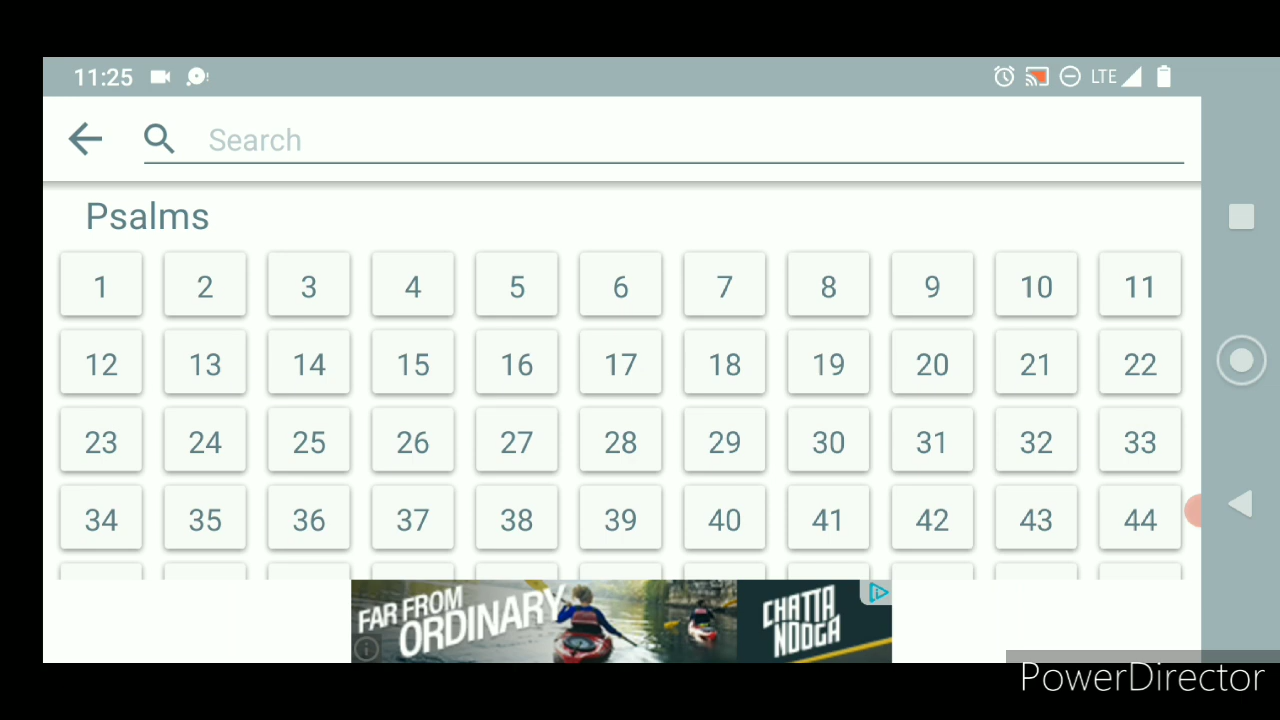 11:25 LTE
Search
Psalms
1 2 3 4 5 6 7 8 9 10 11
12 13 14 15 16 17 18 19 20 21 22
23 24 25 26 27 28 29 30 31 32 33
34 35 36 37 38 39 40 41 42 43 44
FAR FROM
ORDINARY
CHATTA
NOOGA
PowerDirector